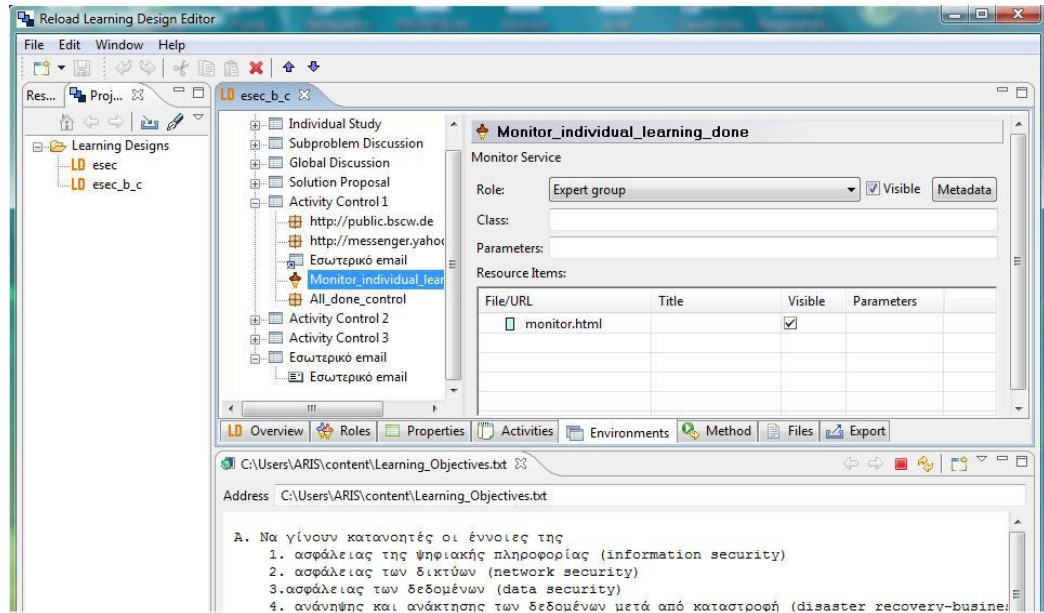 Reload Learning Design Editor
File Edit Window Help
Res... Proj...
LD esec_b_c
Learning Designs
LD esec
LD esec_b_c
Individual Study
Subproblem Discussion
Global Discussion
Solution Proposal
Activity Control 1
http://public.bscw.de
http://messenger.yahoo
Εσωτερικό email
Monitor_individual_lear
All_done_control
Activity Control 2
Activity Control 3
Εσωτερικό email
Εσωτερικό email
Monitor_individual_learning_done
Monitor Service
Role: Expert group Visible Metadata
Class:
Parameters:
Resource Items:
File/URL Title Visible Parameters
monitor.html
LD Overview Roles Properties Activities Environments Method Files Export
C:\Users\ARIS\content\Learning_Objectives.txt
Address C:\Users\ARIS\content\Learning_Objectives.txt
Α. Να γίνουν κατανοητές οι έννοιες της
1. ασφάλειας της ψηφιακής πληροφορίας (information security)
2. ασφάλειας των δικτύων (network security)
3.ασφάλειας των δεδομένων (data security)
4. ανάνηψης και ανάκτησης των δεδομένων μετά από καταστροφή (disaster recovery-busines